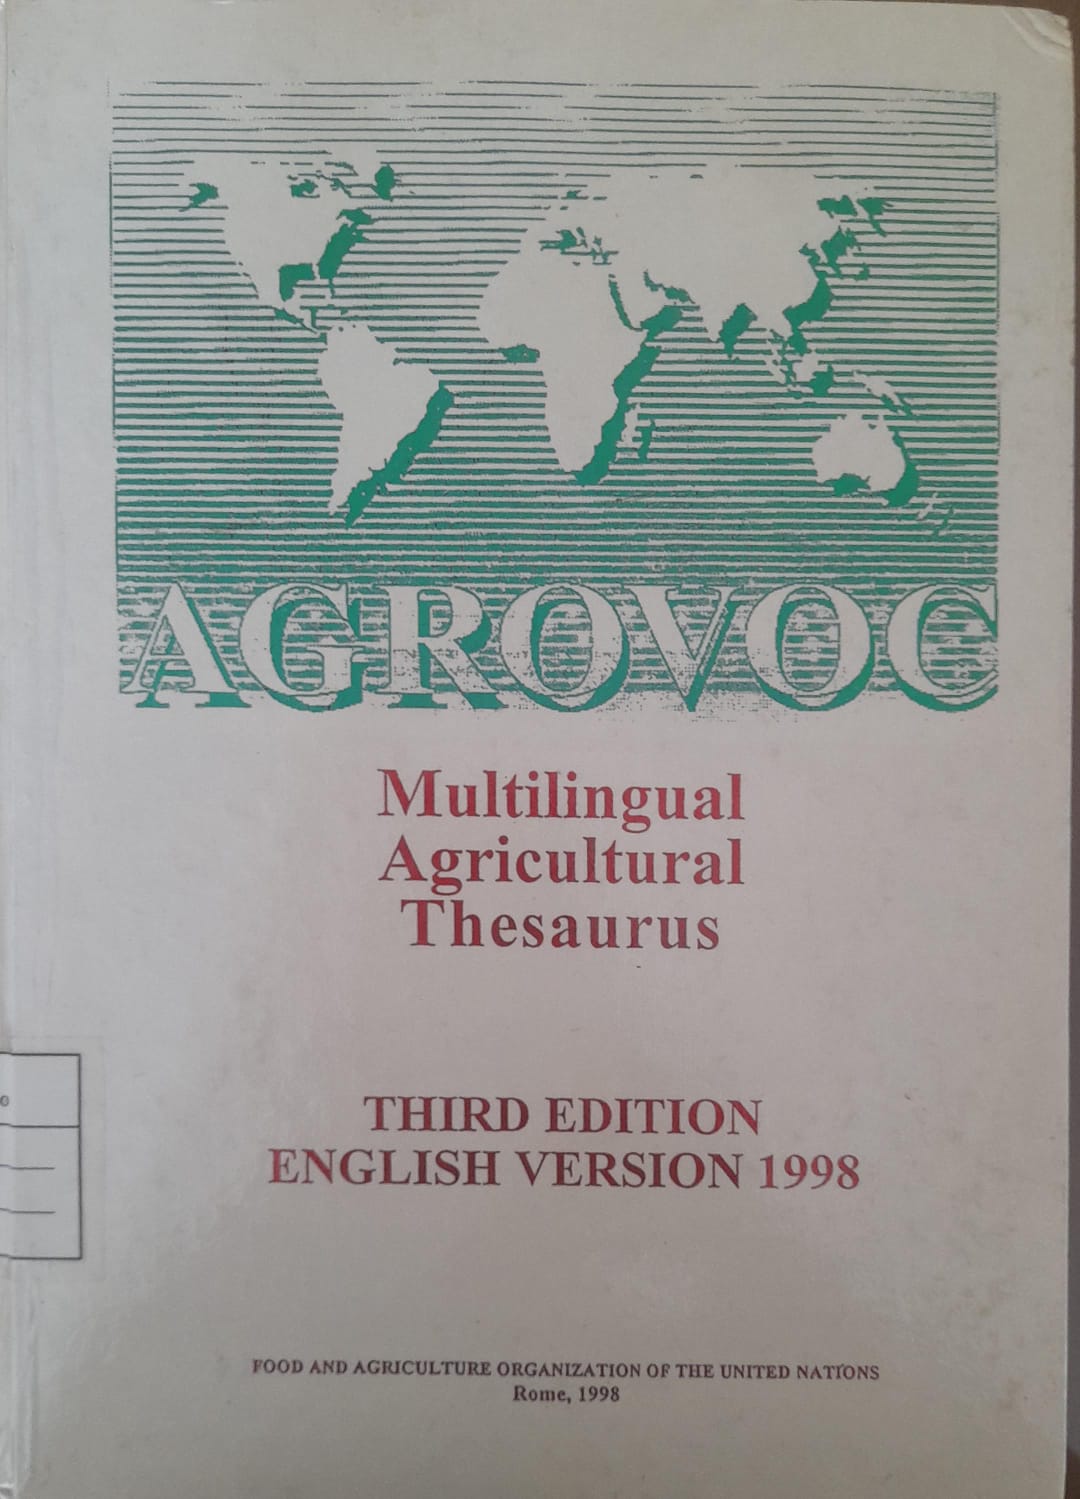 AGROVOC
Multilingual
Agricultural
Thesaurus
THIRD EDITION
ENGLISH VERSION 1998
FOOD AND AGRICULTURE ORGANIZATION OF THE UNITED NATIONS
Rome, 1998